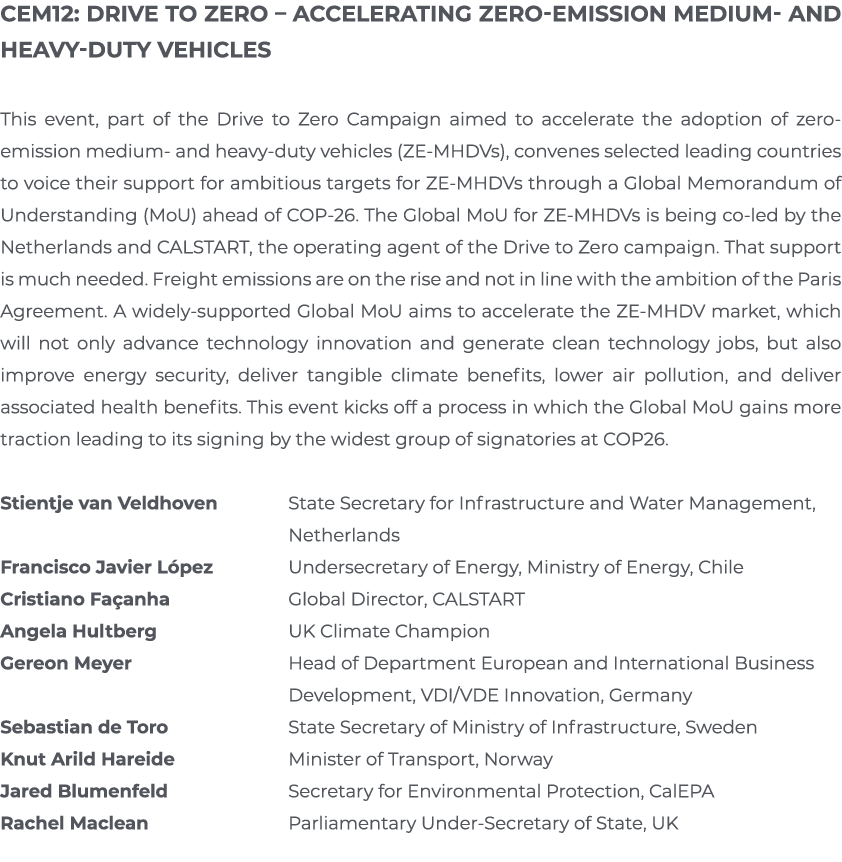 CEM12: DRIVE TO ZERO – ACCELERATING ZERO-EMISSION MEDIUM- AND
HEAVY-DUTY VEHICLES
This event, part of the Drive to Zero Campaign aimed to accelerate the adoption of zero-
emission medium- and heavy-duty vehicles (ZE-MHDVs), convenes selected leading countries
to voice their support for ambitious targets for ZE-MHDVs through a Global Memorandum of
Understanding (MoU) ahead of COP-26. The Global MoU for ZE-MHDVs is being co-led by the
Netherlands and CALSTART, the operating agent of the Drive to Zero campaign. That support
is much needed. Freight emissions are on the rise and not in line with the ambition of the Paris
Agreement. A widely-supported Global MoU aims to accelerate the ZE-MHDV market, which
will not only advance technology innovation and generate clean technology jobs, but also
improve energy security, deliver tangible climate benefits, lower air pollution, and deliver
associated health benefits. This event kicks off a process in which the Global MoU gains more
traction leading to its signing by the widest group of signatories at COP26.
Stientje van Veldhoven State Secretary for Infrastructure and Water Management,
Netherlands
Francisco Javier López Undersecretary of Energy, Ministry of Energy, Chile
Cristiano Façanha Global Director, CALSTART
Angela Hultberg UK Climate Champion
Gereon Meyer Head of Department European and International Business
Development, VDI/VDE Innovation, Germany
Sebastian de Toro State Secretary of Ministry of Infrastructure, Sweden
Knut Arild Hareide Minister of Transport, Norway
Jared Blumenfeld Secretary for Environmental Protection, CalEPA
Rachel Maclean Parliamentary Under-Secretary of State, UK